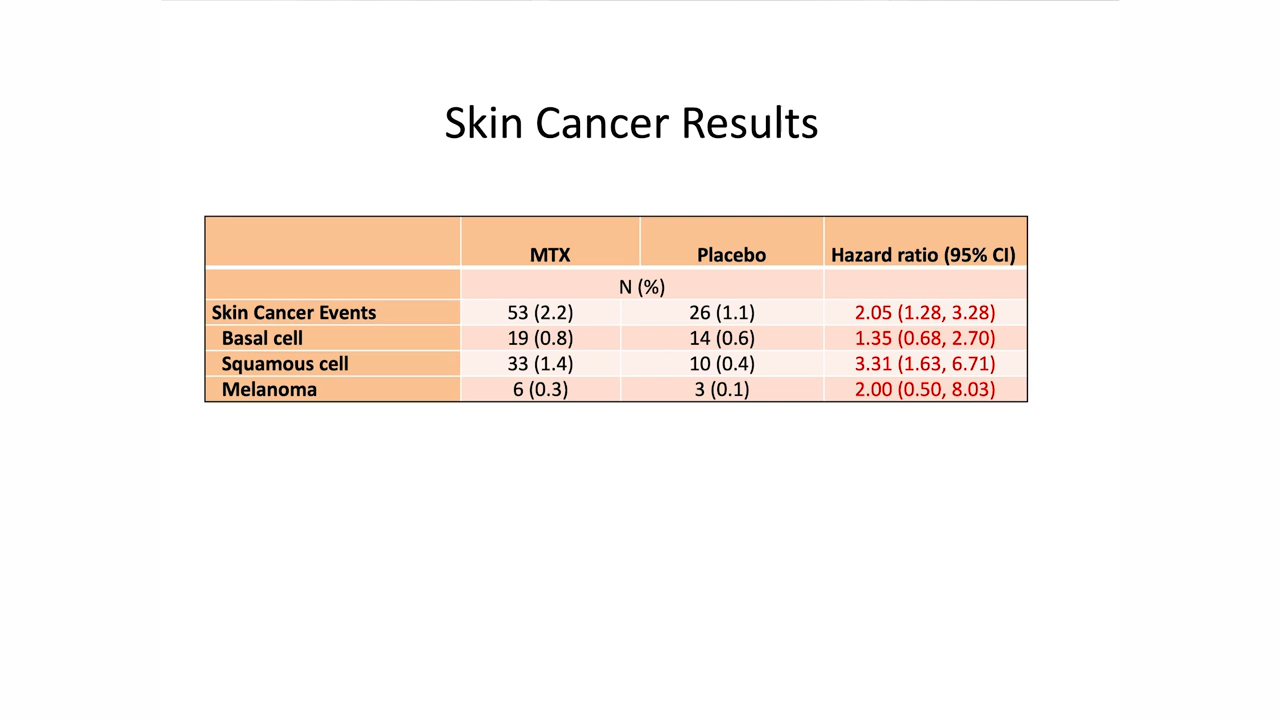 Skin Cancer Results
MTX Placebo Hazard ratio (95% CI)
N (%)
Skin Cancer Events 53 (2.2) 26 (1.1) 2.05 (1.28, 3.28)
Basal cell 19 (0.8) 14 (0.6) 1.35 (0.68, 2.70)
Squamous cell 33 (1.4) 10 (0.4) 3.31 (1.63, 6.71)
Melanoma 6 (0.3) 3 (0.1) 2.00 (0.50, 8.03)